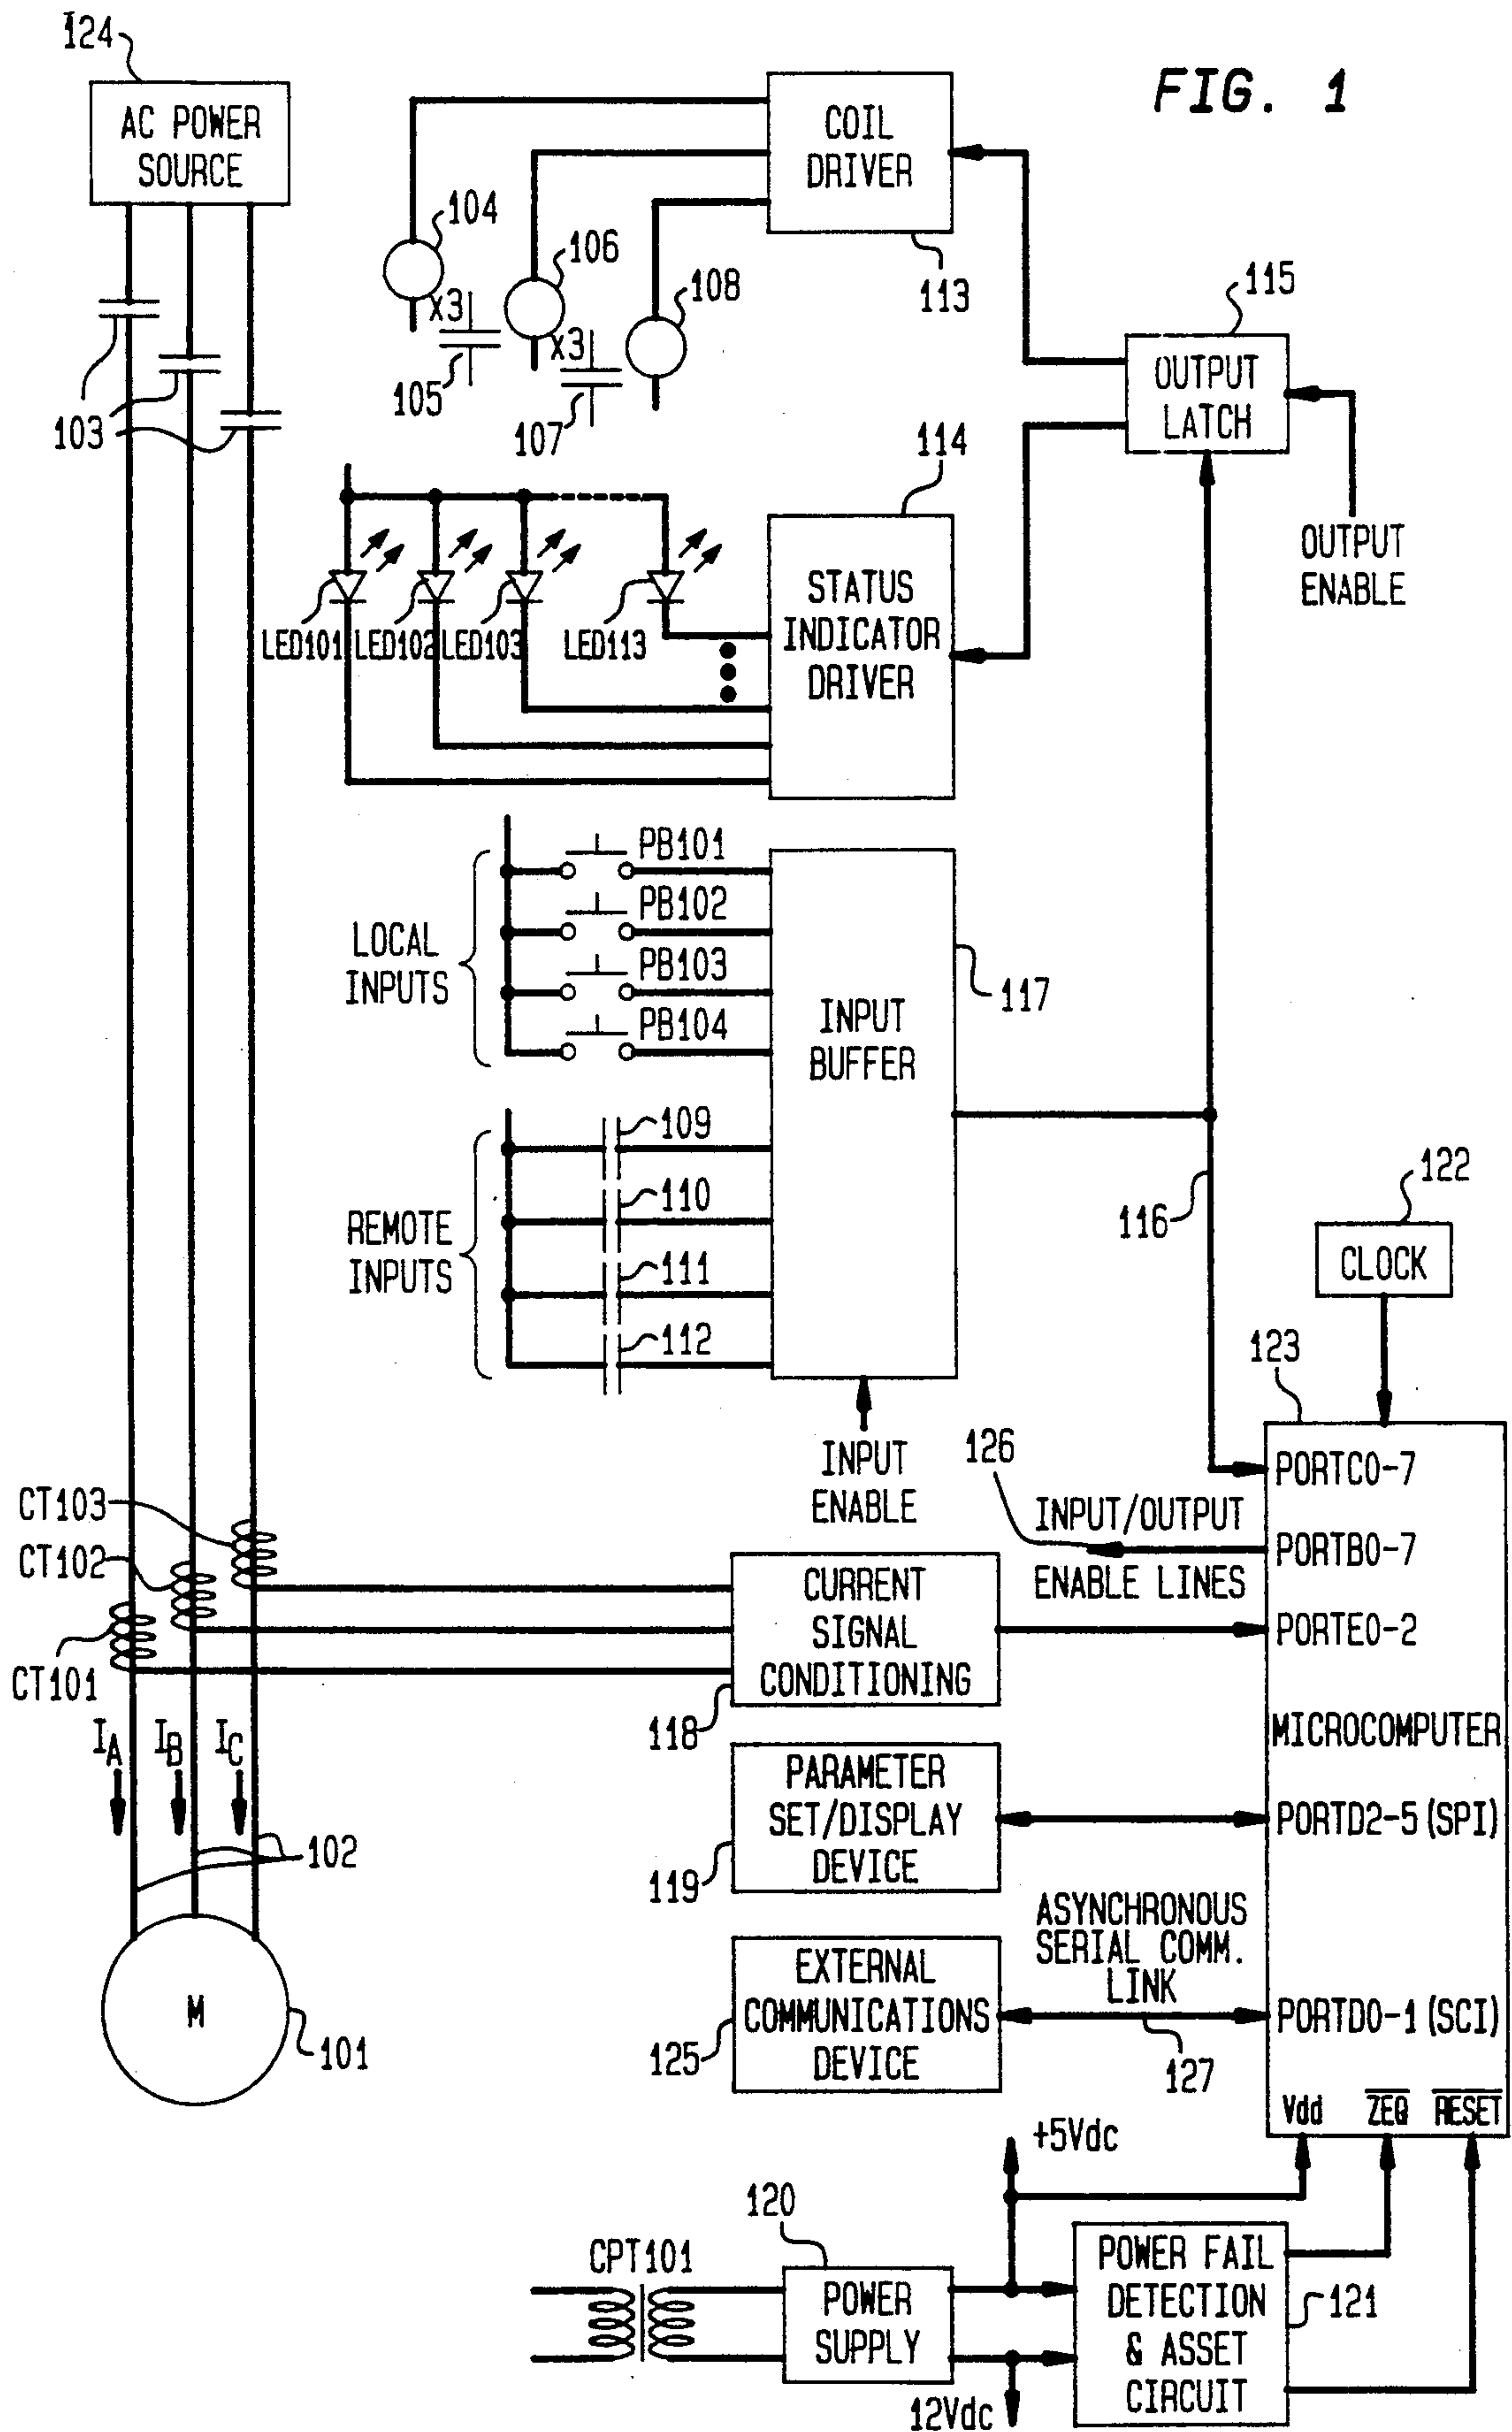 FIG. 1
124
AC POWER
SOURCE
COIL
DRIVER
113
104
X3
105
106
X3
107
108
103
115
OUTPUT
LATCH
OUTPUT
ENABLE
114
STATUS
INDICATOR
DRIVER
LED101
LED102
LED103
LED113
LOCAL
INPUTS
PB101
PB102
PB103
PB104
INPUT
BUFFER
117
REMOTE
INPUTS
109
110
111
112
INPUT
ENABLE
116
122
CLOCK
123
PORTC0-7
126
INPUT/OUTPUT
ENABLE LINES
PORTB0-7
PORTE0-2
MICROCOMPUTER
PORTD2-5 (SPI)
PORTD0-1 (SCI)
Vdd
ZEQ
RESET
CT103
CT102
CT101
CURRENT
SIGNAL
CONDITIONING
118
IA
IB
IC
102
M
101
PARAMETER
SET/DISPLAY
DEVICE
119
ASYNCHRONOUS
SERIAL COMM.
LINK
127
EXTERNAL
COMMUNICATIONS
DEVICE
125
+5Vdc
120
CPT101
POWER
SUPPLY
12Vdc
POWER FAIL
DETECTION
& ASSET
CIRCUIT
121